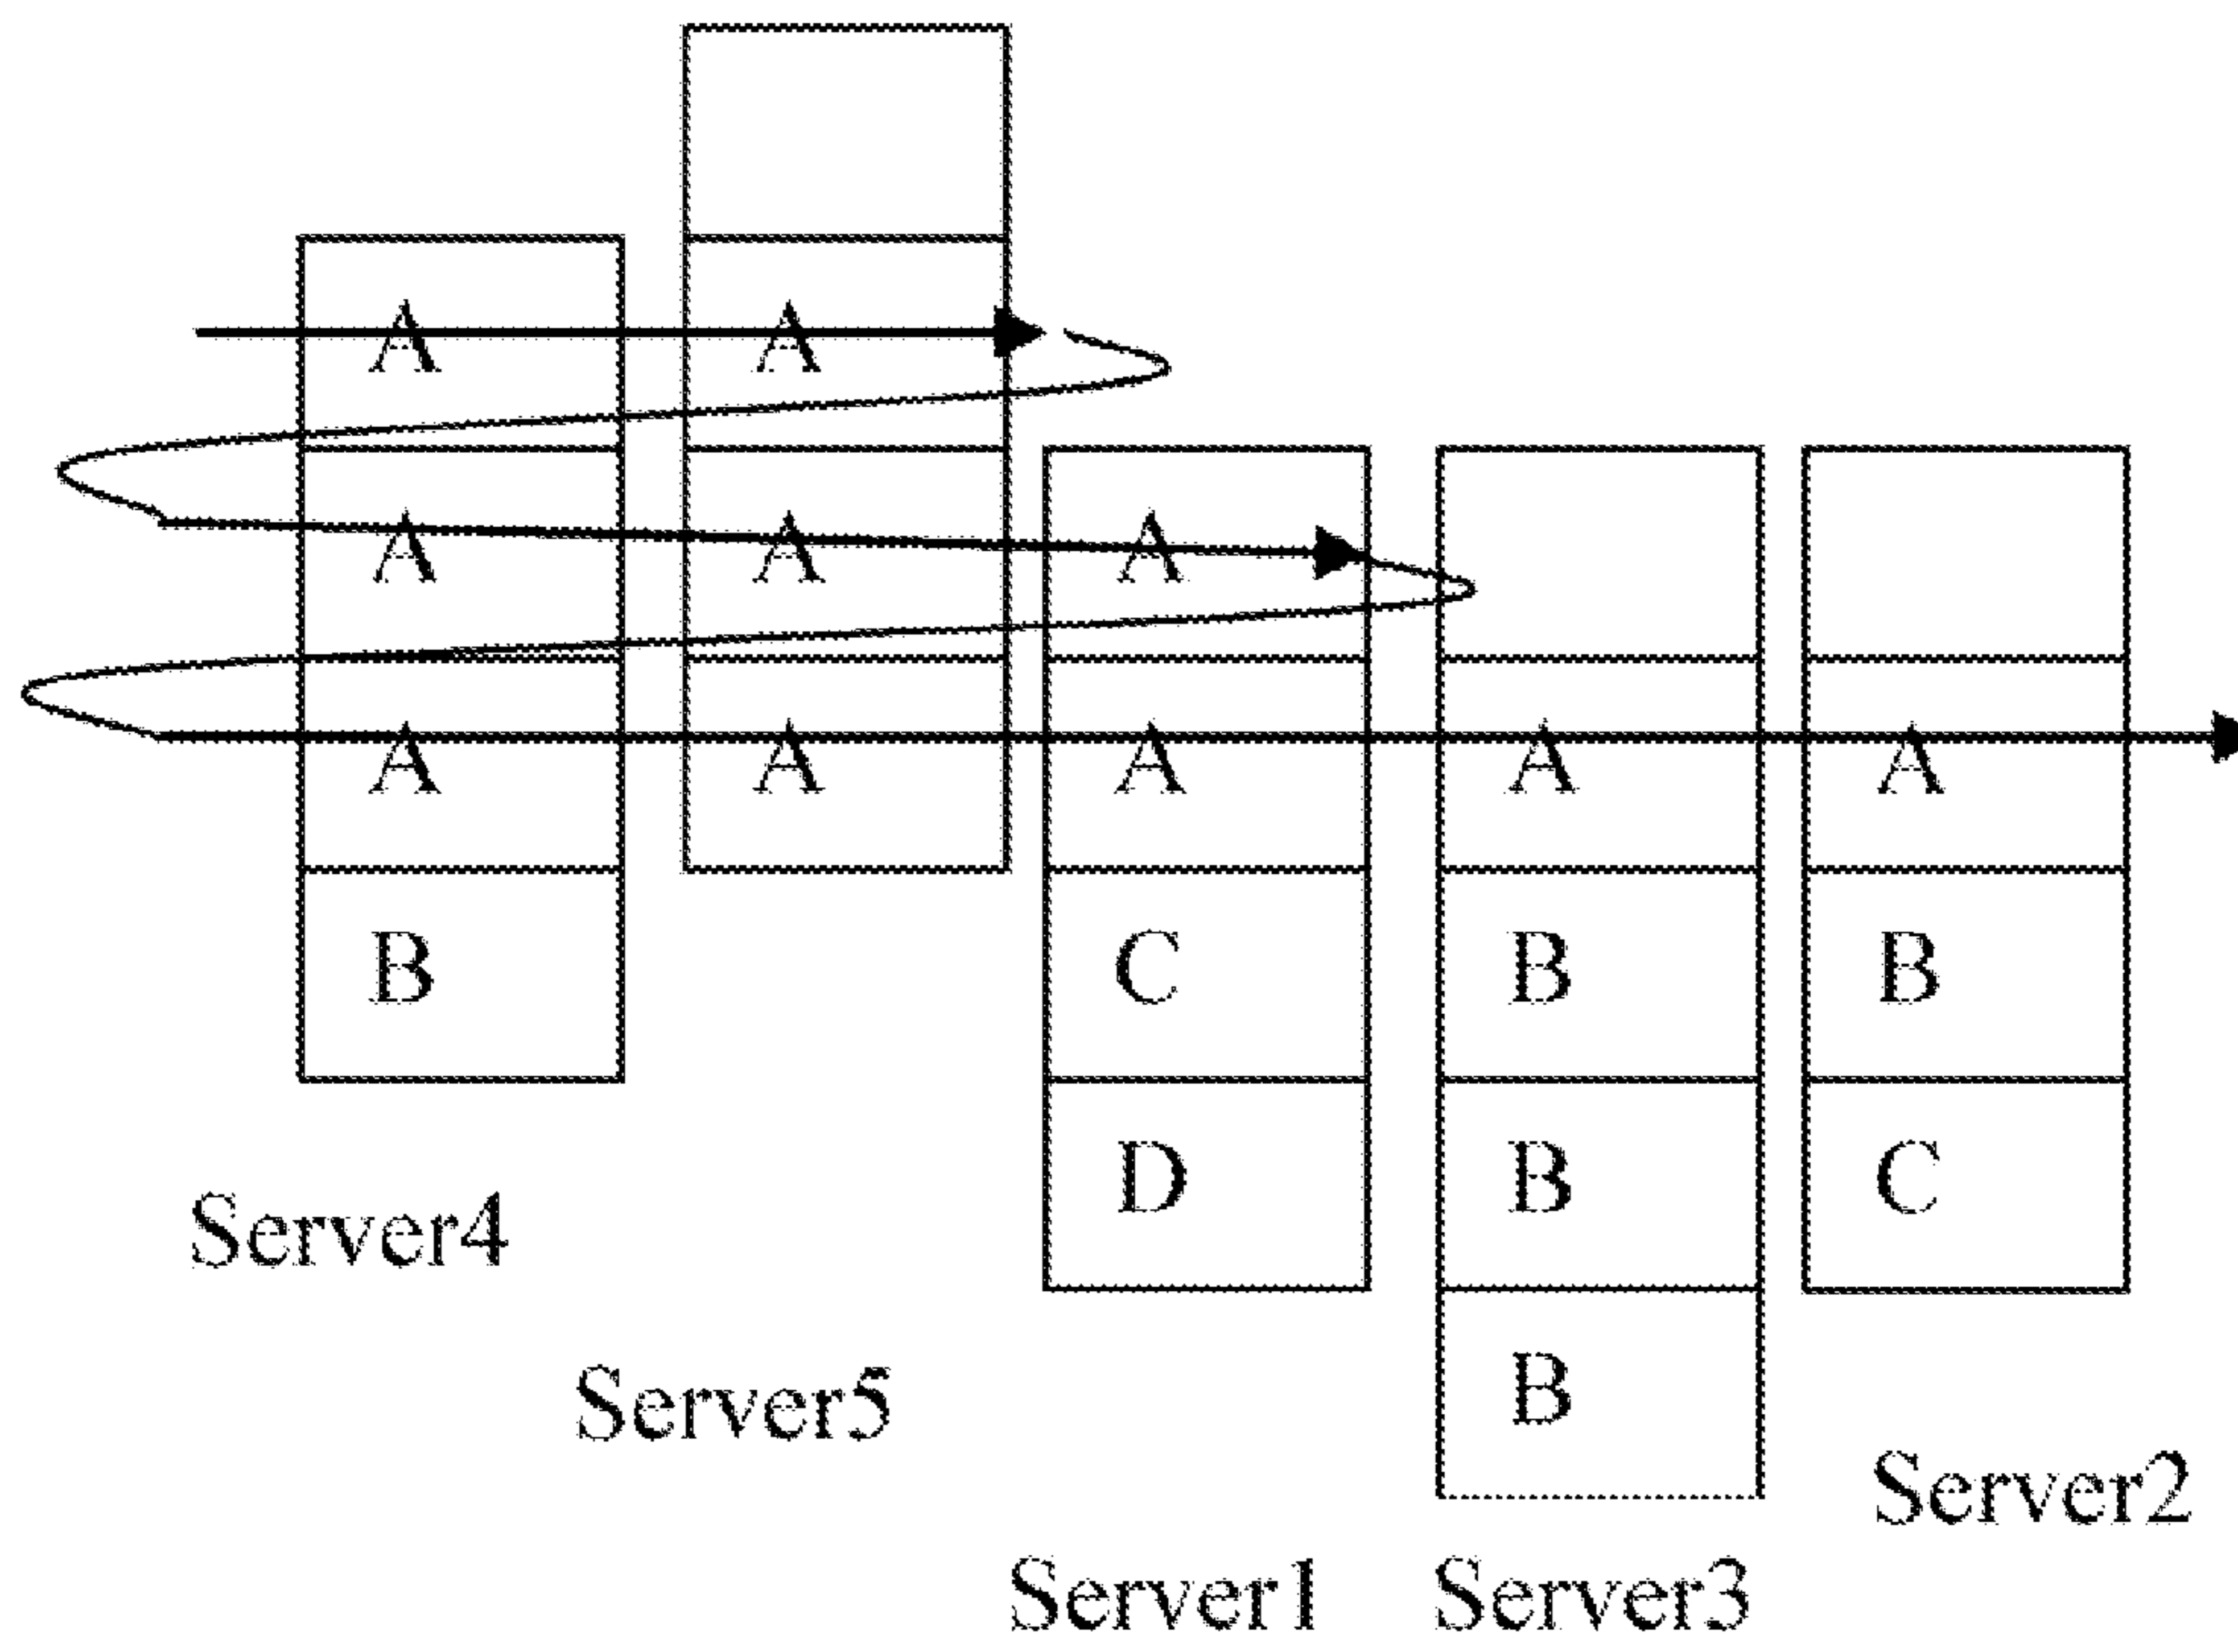 A A
A A A
A A A A A
B C B B
D B C
B
Server4
Server5
Server2
Server1 Server3